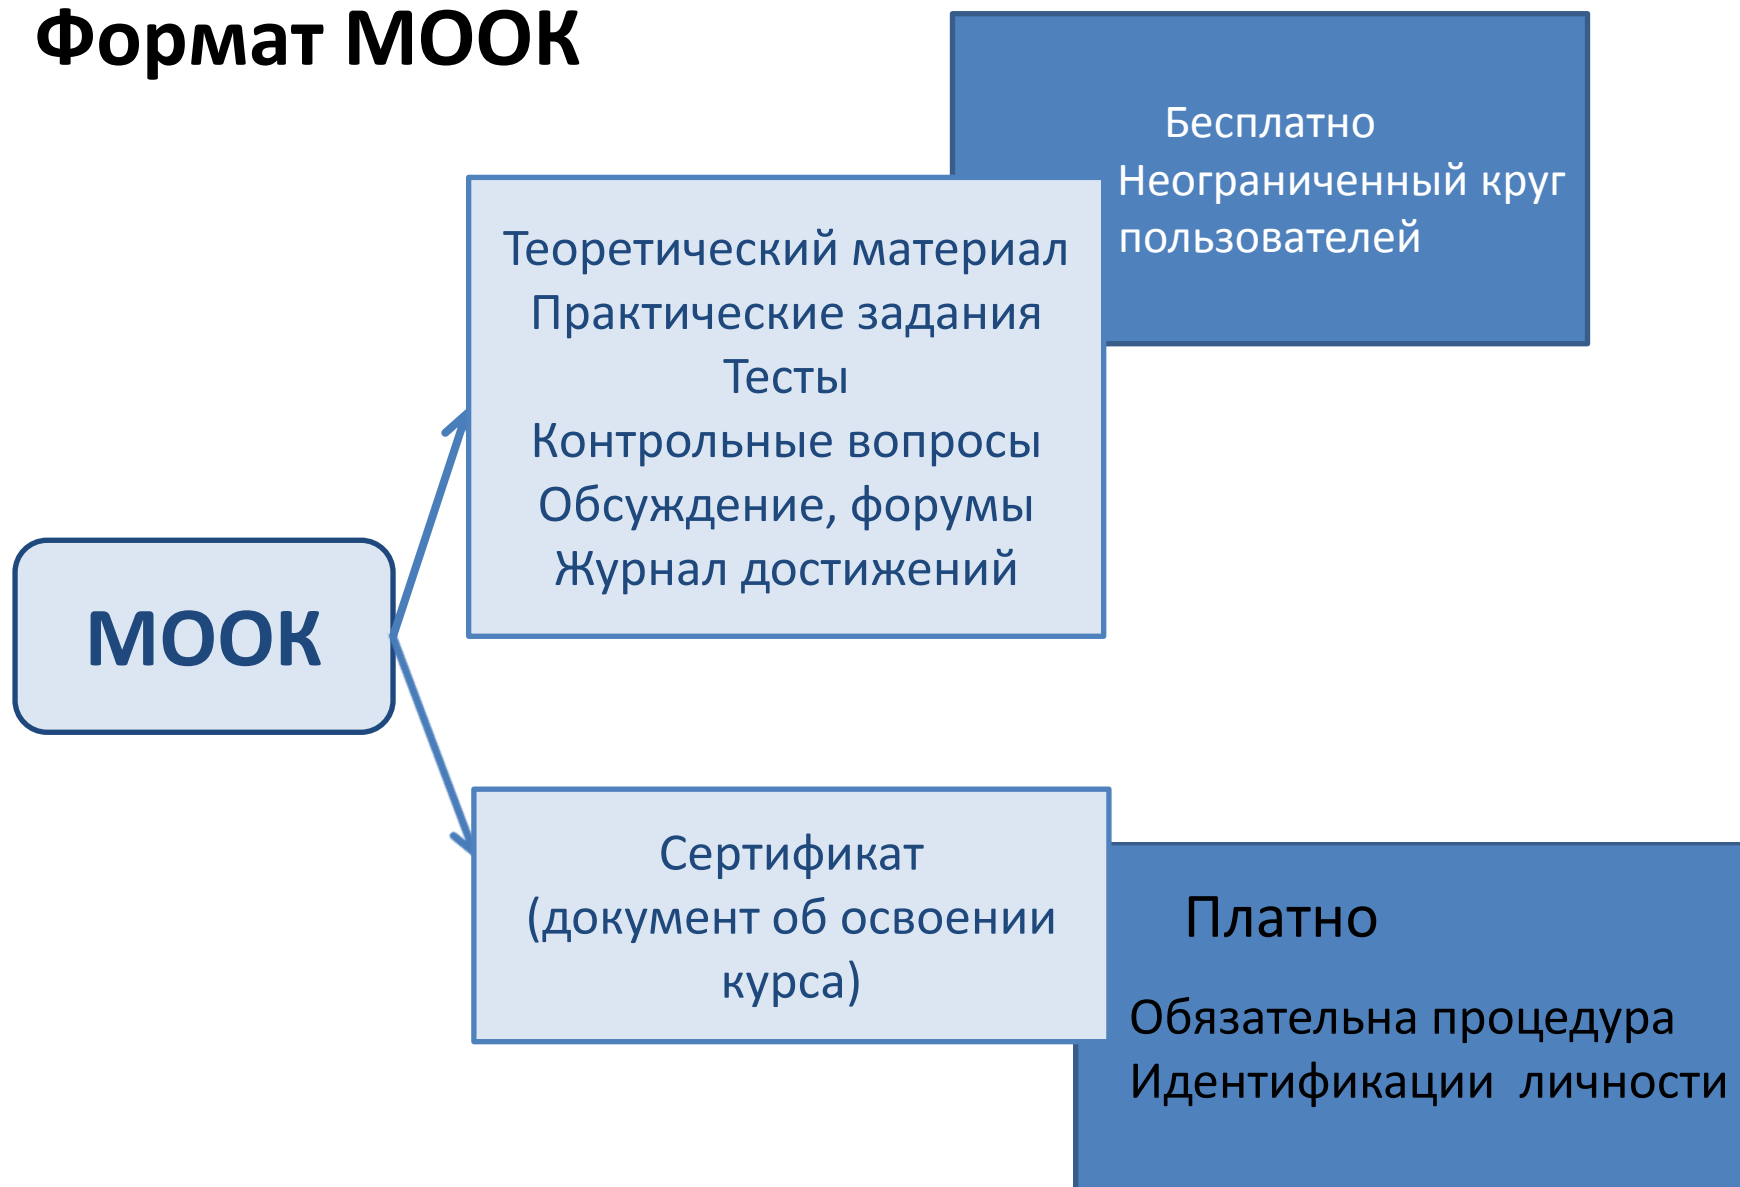 Формат МООК
Бесплатно
Неограниченный круг
пользователей
Теоретический материал
Практические задания
Тесты
Контрольные вопросы
Обсуждение, форумы
Журнал достижений
МООК
Сертификат
(документ об освоении
курса)
Платно
Обязательна процедура
Идентификации личности